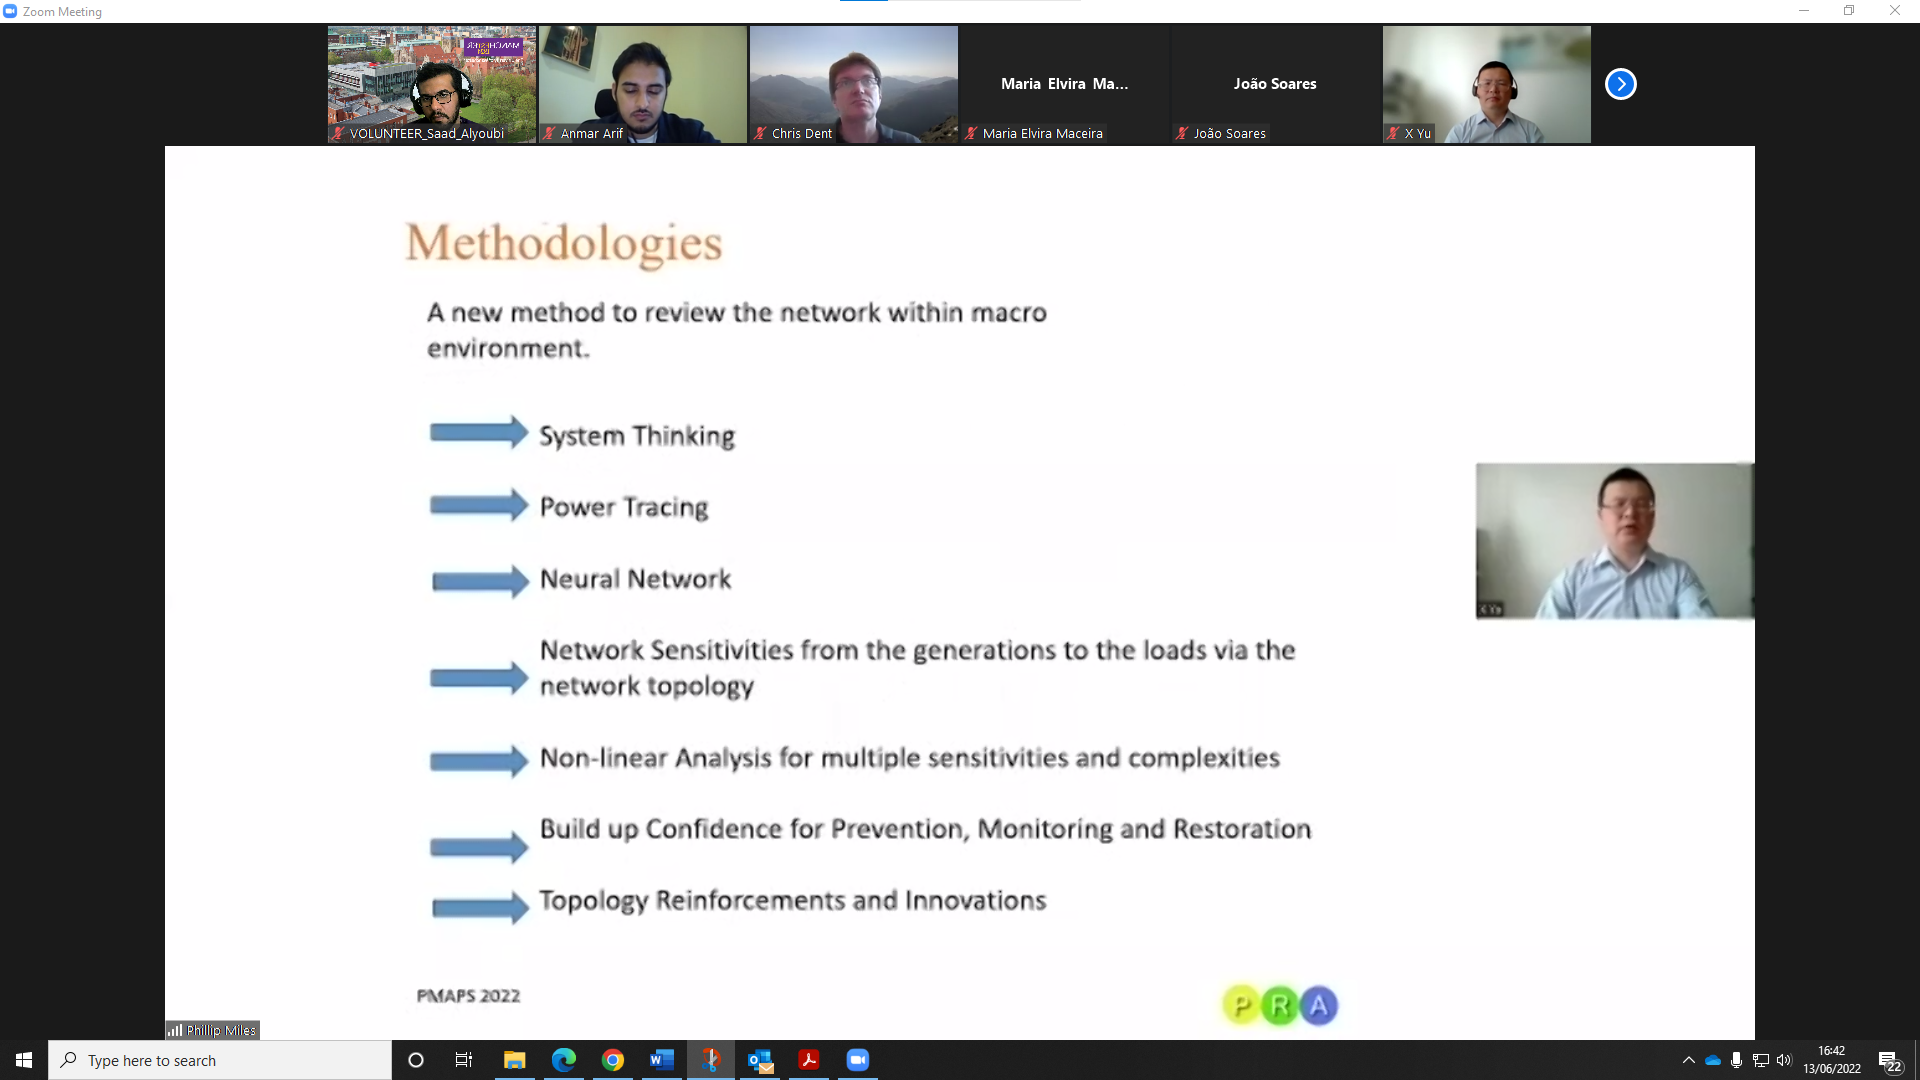 Zoom Meeting
VOLUNTEER_Saad_Alyoubi
Anmar Arif
Chris Dent
Maria Elvira Ma...
Maria Elvira Maceira
João Soares
João Soares
X Yu
Methodologies
A new method to review the network within macro
environment.
System Thinking
Power Tracing
Neural Network
Network Sensitivities from the generations to the loads via the
network topology
Non-linear Analysis for multiple sensitivities and complexities
Build up Confidence for Prevention, Monitoring and Restoration
Topology Reinforcements and Innovations
X Yu
PMAPS 2022
P R A
Phillip Miles
Type here to search
16:42
13/06/2022
22